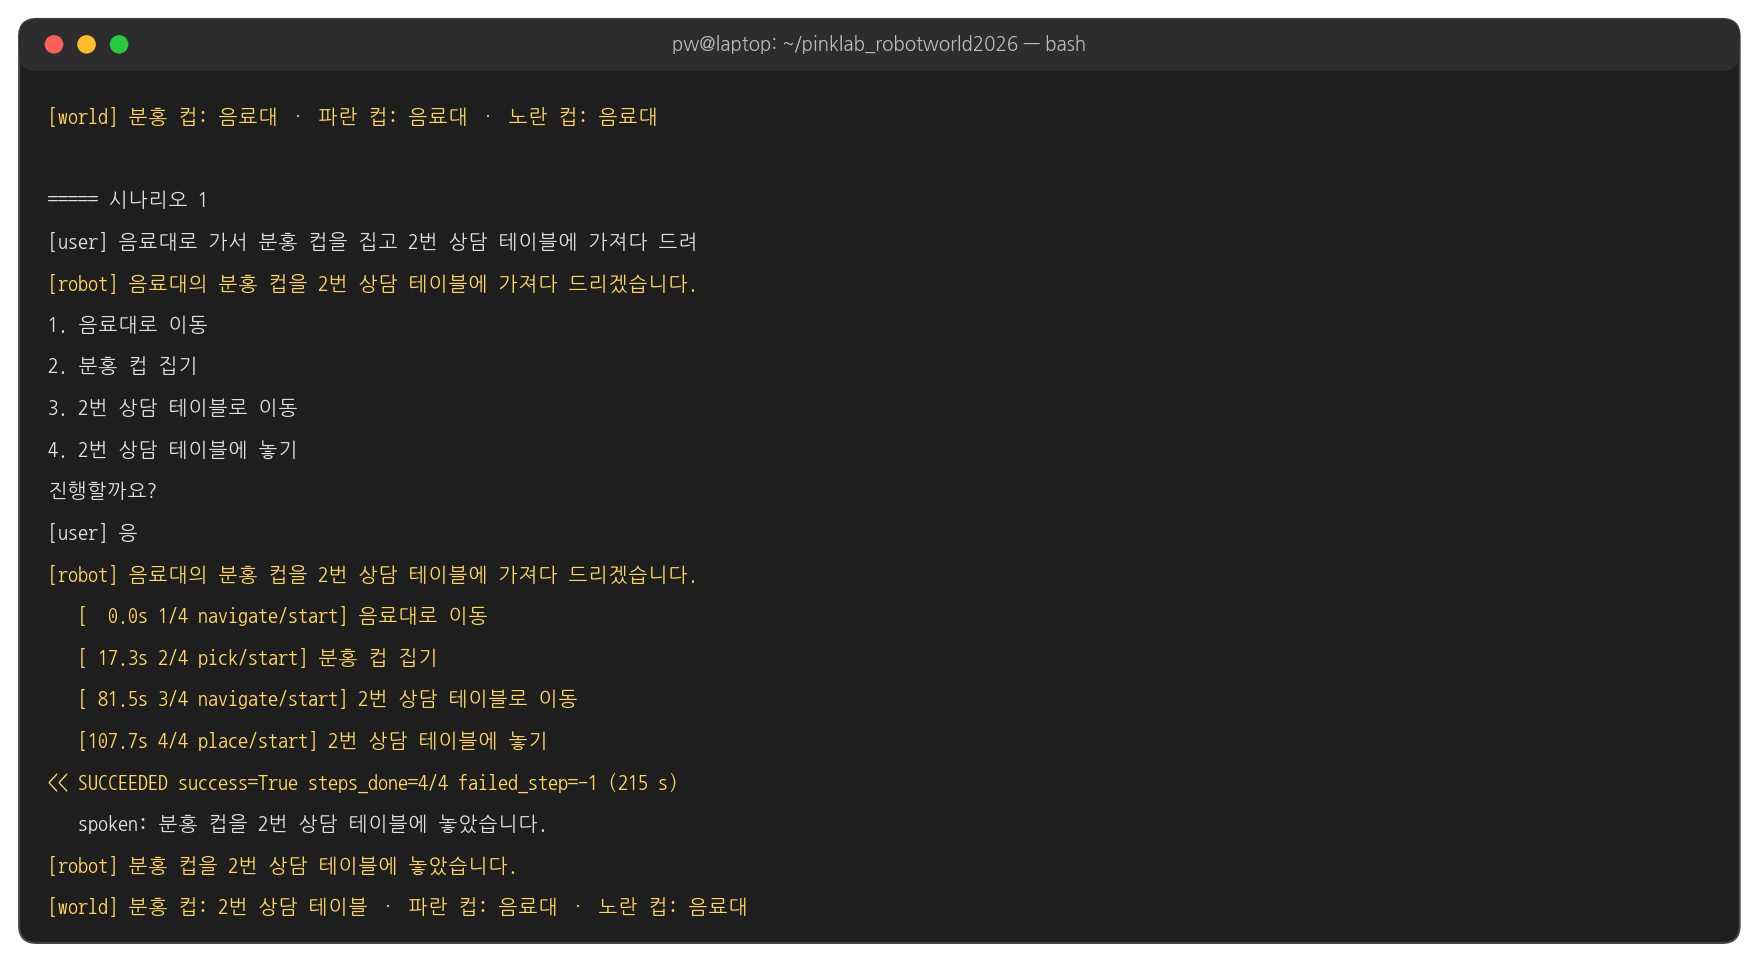 pw@laptop: ~/pinklab_robotworld2026 — bash
[world] 분홍 컵: 음료대 · 파란 컵: 음료대 · 노란 컵: 음료대
===== 시나리오 1
[user] 음료대로 가서 분홍 컵을 집고 2번 상담 테이블에 가져다 드려
[robot] 음료대의 분홍 컵을 2번 상담 테이블에 가져다 드리겠습니다.
1. 음료대로 이동
2. 분홍 컵 집기
3. 2번 상담 테이블로 이동
4. 2번 상담 테이블에 놓기
진행할까요?
[user] 응
[robot] 음료대의 분홍 컵을 2번 상담 테이블에 가져다 드리겠습니다.
[  0.0s 1/4 navigate/start] 음료대로 이동
[ 17.3s 2/4 pick/start] 분홍 컵 집기
[ 81.5s 3/4 navigate/start] 2번 상담 테이블로 이동
[107.7s 4/4 place/start] 2번 상담 테이블에 놓기
<< SUCCEEDED success=True steps_done=4/4 failed_step=-1 (215 s)
spoken: 분홍 컵을 2번 상담 테이블에 놓았습니다.
[robot] 분홍 컵을 2번 상담 테이블에 놓았습니다.
[world] 분홍 컵: 2번 상담 테이블 · 파란 컵: 음료대 · 노란 컵: 음료대